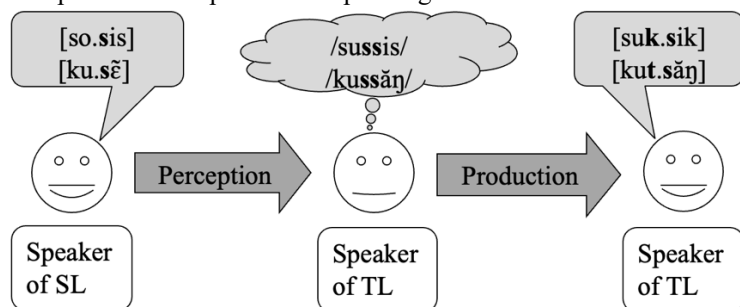 [so.sis]
[ku.sɛ̃]
/sussis/
/kussăŋ/
[suk.sik]
[kut.săŋ]
Perception
Production
Speaker
of SL
Speaker
of TL
Speaker
of TL